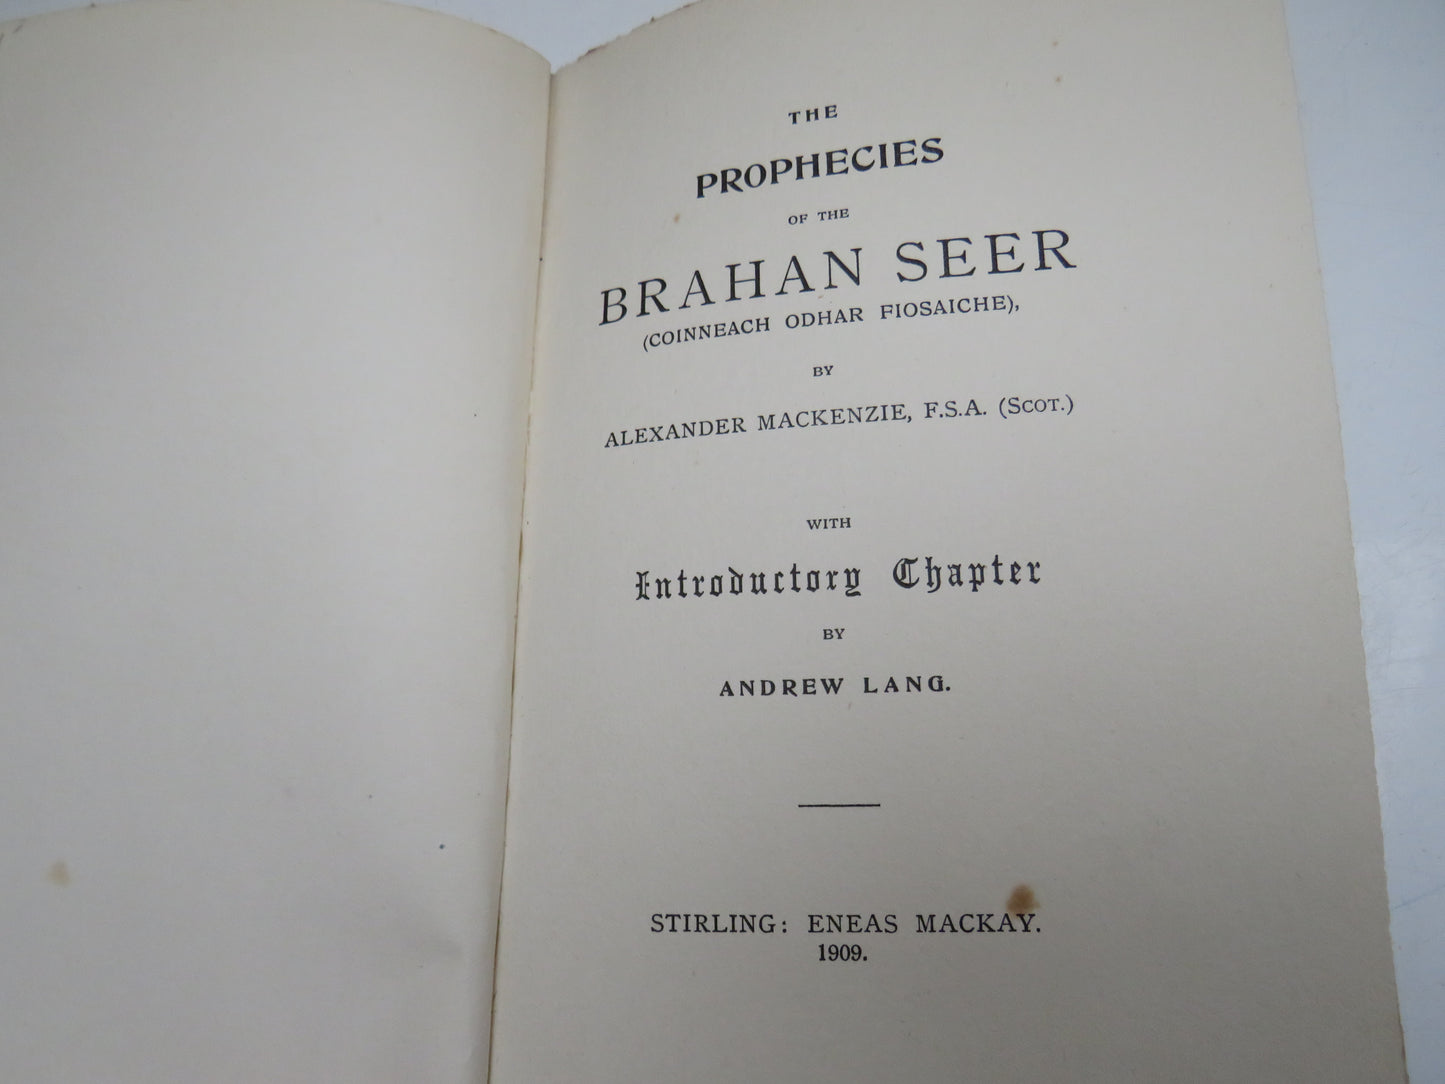 THE
PROPHECIES
OF THE
BRAHAN SEER
(COINNEACH ODHAR FIOSAICHE),
BY
ALEXANDER MACKENZIE, F.S.A. (SCOT.)
WITH
Introductory Chapter
BY
ANDREW LANG.
STIRLING: ENEAS MACKAY.
1909.